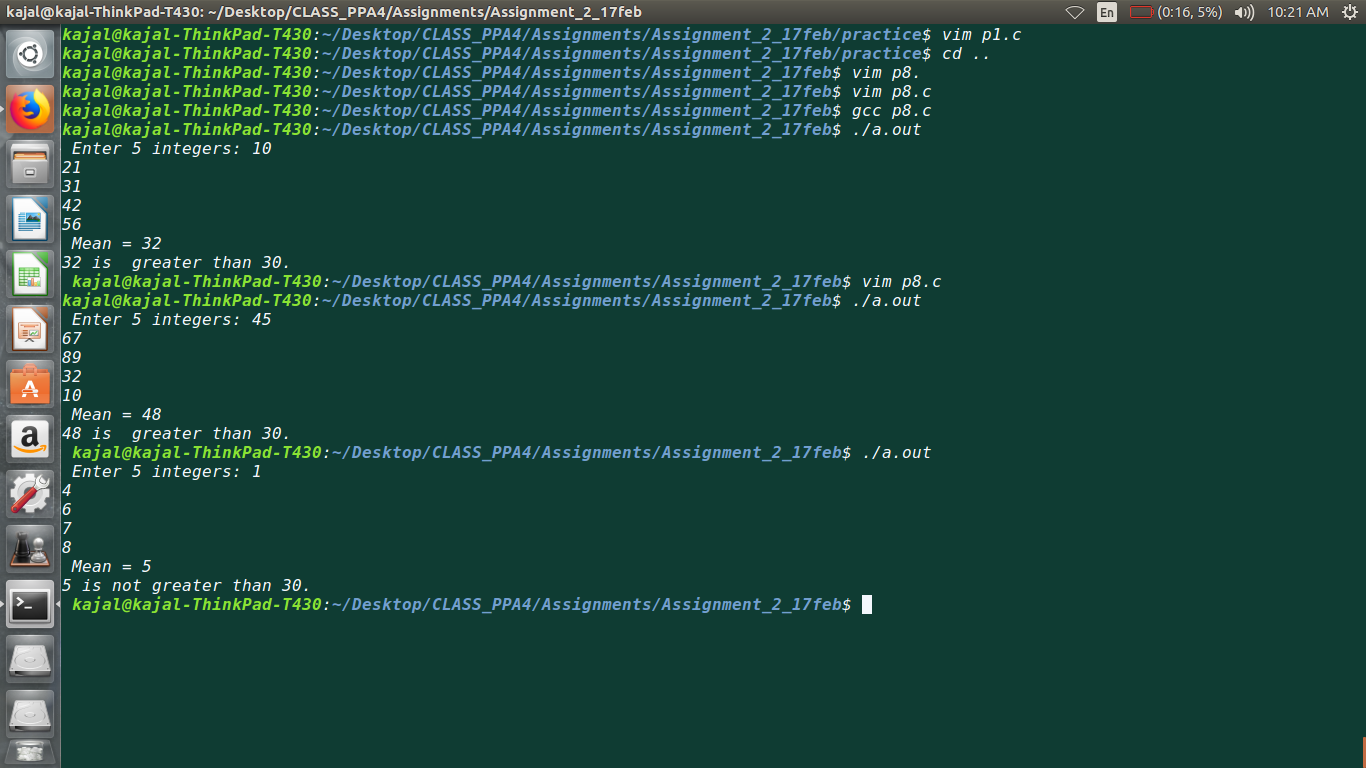 kajal@kajal-ThinkPad-T430: ~/Desktop/CLASS_PPA4/Assignments/Assignment_2_17feb En (0:16, 5%) 10:21 AM
kajal@kajal-ThinkPad-T430:~/Desktop/CLASS_PPA4/Assignments/Assignment_2_17feb/practice$ vim p1.c
kajal@kajal-ThinkPad-T430:~/Desktop/CLASS_PPA4/Assignments/Assignment_2_17feb/practice$ cd ..
kajal@kajal-ThinkPad-T430:~/Desktop/CLASS_PPA4/Assignments/Assignment_2_17feb$ vim p8.
kajal@kajal-ThinkPad-T430:~/Desktop/CLASS_PPA4/Assignments/Assignment_2_17feb$ vim p8.c
kajal@kajal-ThinkPad-T430:~/Desktop/CLASS_PPA4/Assignments/Assignment_2_17feb$ gcc p8.c
kajal@kajal-ThinkPad-T430:~/Desktop/CLASS_PPA4/Assignments/Assignment_2_17feb$ ./a.out
 Enter 5 integers: 10
21
31
42
56
 Mean = 32
32 is  greater than 30.
 kajal@kajal-ThinkPad-T430:~/Desktop/CLASS_PPA4/Assignments/Assignment_2_17feb$ vim p8.c
kajal@kajal-ThinkPad-T430:~/Desktop/CLASS_PPA4/Assignments/Assignment_2_17feb$ ./a.out
 Enter 5 integers: 45
67
89
32
10
 Mean = 48
48 is  greater than 30.
 kajal@kajal-ThinkPad-T430:~/Desktop/CLASS_PPA4/Assignments/Assignment_2_17feb$ ./a.out
 Enter 5 integers: 1
4
6
7
8
 Mean = 5
5 is not greater than 30.
 kajal@kajal-ThinkPad-T430:~/Desktop/CLASS_PPA4/Assignments/Assignment_2_17feb$